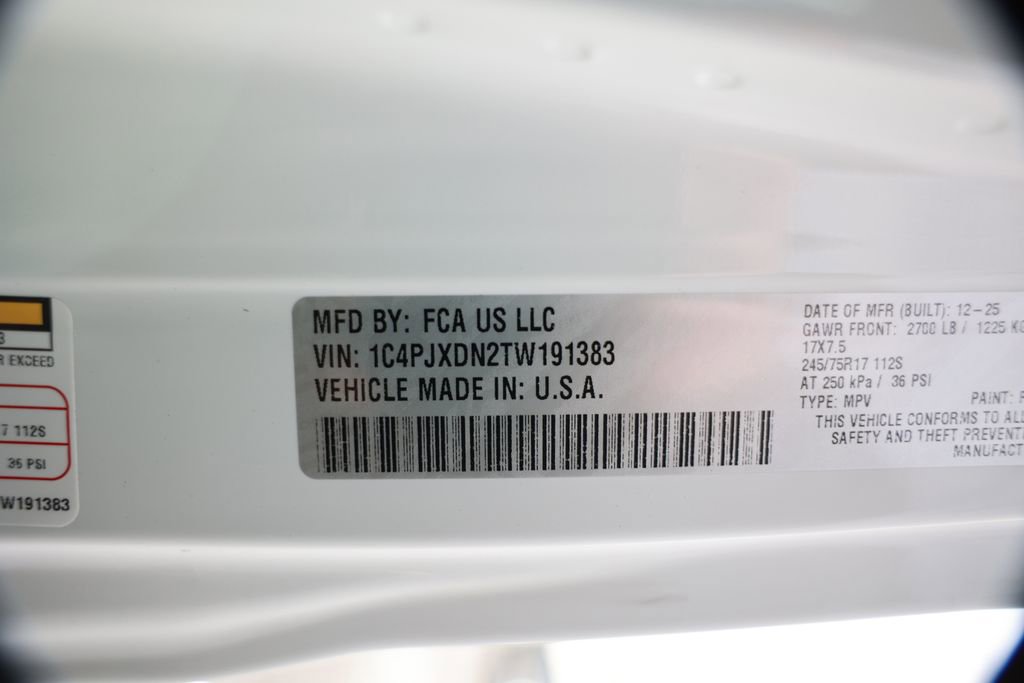 R EXCEED
112S
36 PSI
W191383
MFD BY: FCA US LLC
VIN: 1C4PJXDN2TW191383
VEHICLE MADE IN: U.S.A.
DATE OF MFR (BUILT): 12-25
GAWR FRONT: 2700 LB / 1225 KG
17X7.5
245/75R17 112S
AT 250 kPa / 36 PSI
TYPE: MPV PAINT:
THIS VEHICLE CONFORMS TO AL
SAFETY AND THEFT PREVENT
MANUFACT